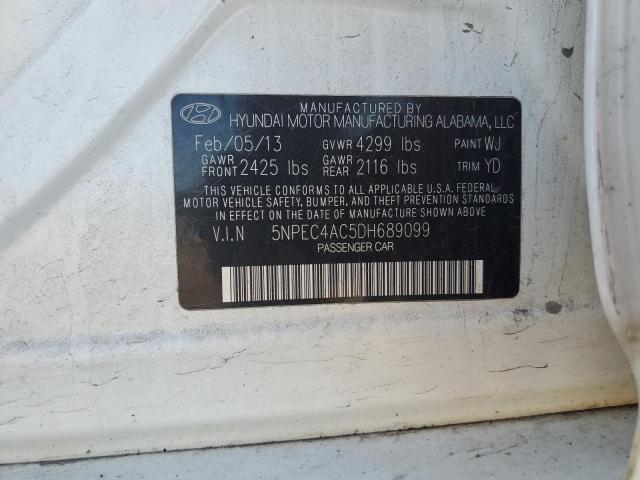 MANUFACTURED BY
HYUNDAI MOTOR MANUFACTURING ALABAMA, LLC
Feb/05/13 GVWR 4299 lbs PAINT WJ
GAWR FRONT 2425 lbs GAWR REAR 2116 lbs TRIM YD
THIS VEHICLE CONFORMS TO ALL APPLICABLE U.S.A. FEDERAL
MOTOR VEHICLE SAFETY, BUMPER, AND THEFT PREVENTION
STANDARDS IN EFFECT ON THE DATE OF MANUFACTURE SHOWN ABOVE.
V.I.N 5NPEC4AC5DH689099
PASSENGER CAR